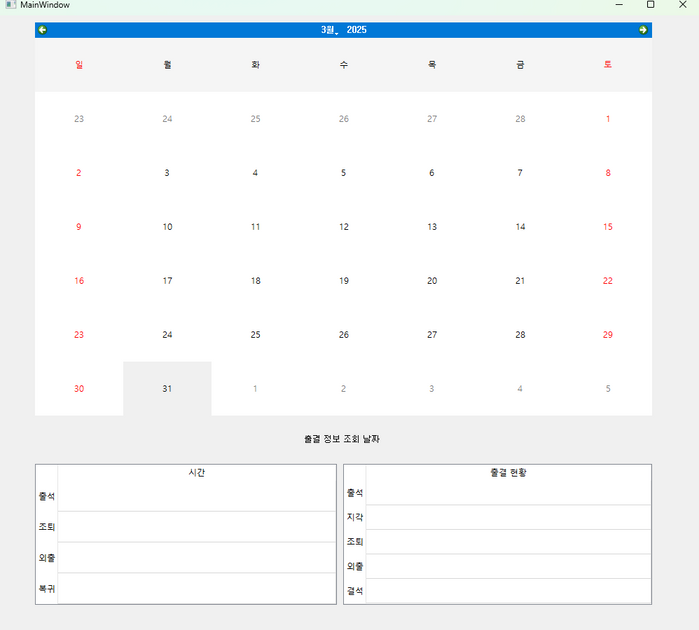 MainWindow
3월, 2025
일 월 화 수 목 금 토
23 24 25 26 27 28 1
2 3 4 5 6 7 8
9 10 11 12 13 14 15
16 17 18 19 20 21 22
23 24 25 26 27 28 29
30 31 1 2 3 4 5
출결 정보 조회 날짜
시간
출석
조퇴
외출
복귀
출결 현황
출석
지각
조퇴
외출
결석